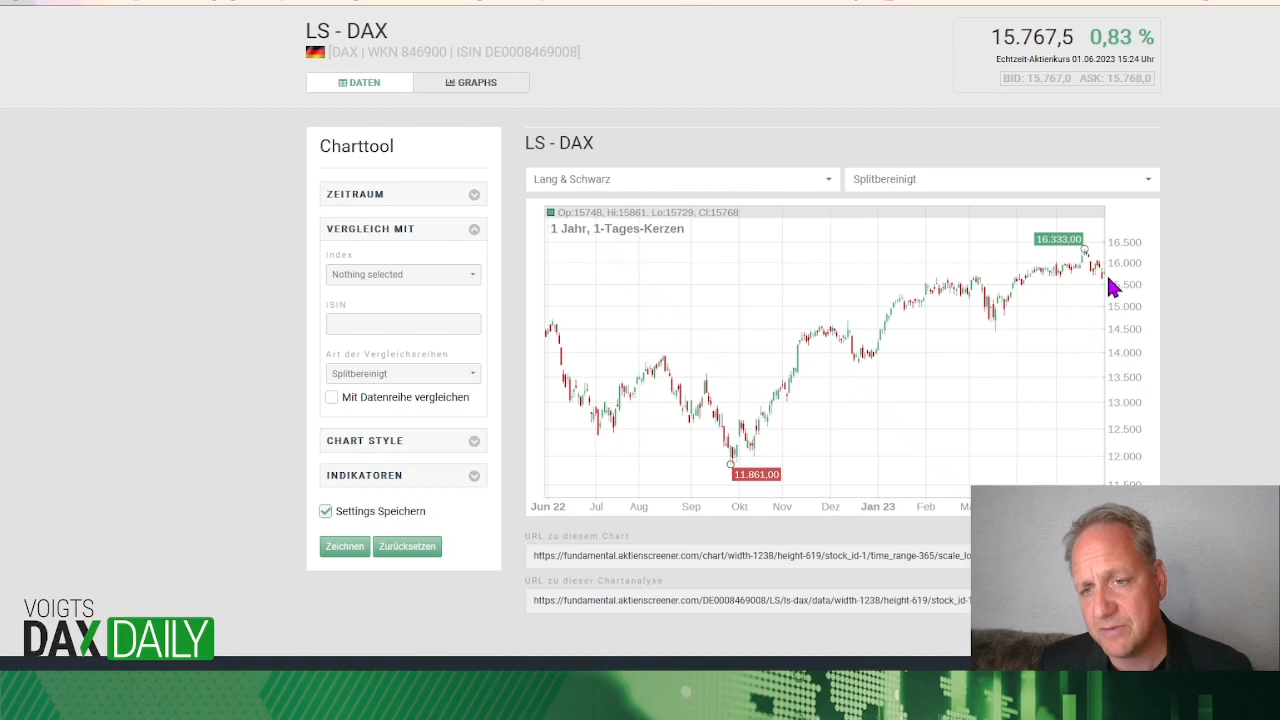 LS - DAX
[DAX | WKN 846900 | ISIN DE0008469008]
DATEN
GRAPHS
15.767,5 0,83 %
Echtzeit-Aktienkurs 01.06.2023 15:24 Uhr
BID: 15.767,0 ASK: 15.768,0
Charttool
ZEITRAUM
VERGLEICH MIT
Index
Nothing selected
ISIN
Art der Vergleichsreihen
Splitbereinigt
Mit Datenreihe vergleichen
CHART STYLE
INDIKATOREN
Settings Speichern
Zeichnen
Zurücksetzen
LS - DAX
Lang & Schwarz
Splitbereinigt
Op:15748, Hi:15861, Lo:15729, Cl:15768
1 Jahr, 1-Tages-Kerzen
16.333,00
11.861,00
16.500
16.000
15.000
14.500
14.000
13.500
13.000
12.500
12.000
11.500
Jun 22 Jul Aug Sep Okt Nov Dez Jan 23 Feb
URL zu diesem Chart
https://fundamental.aktienscreener.com/chart/width-1238/height-619/stock_id-1/time_range-365/scale_lo
URL zu dieser Chartanalyse
https://fundamental.aktienscreener.com/DE0008469008/LS/ls-dax/data/width-1238/height-619/stock_id-1
VOIGTS
DAX DAILY